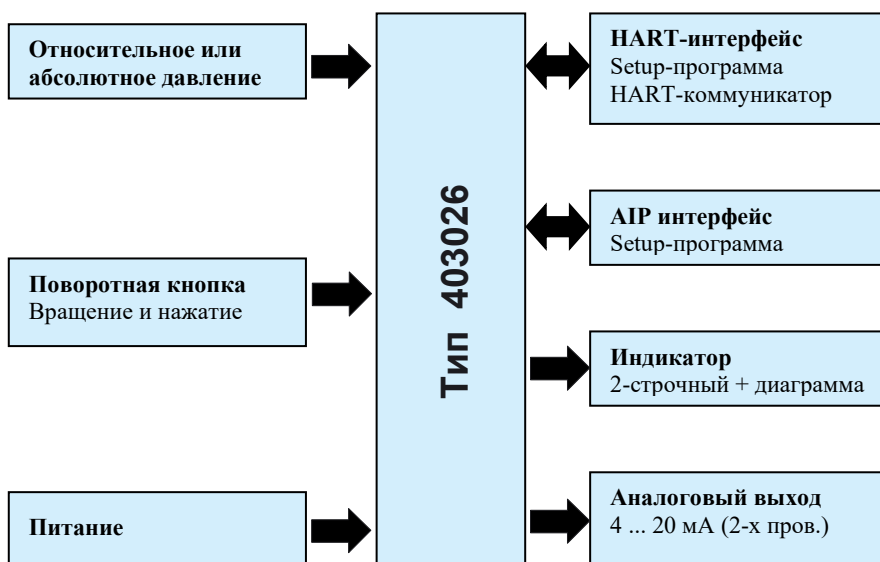 Относительное или
абсолютное давление
Поворотная кнопка
Вращение и нажатие
Питание
Тип 403026
HART-интерфейс
Setup-программа
HART-коммуникатор
AIP интерфейс
Setup-программа
Индикатор
2-строчный + диаграмма
Аналоговый выход
4 ... 20 мА (2-х пров.)